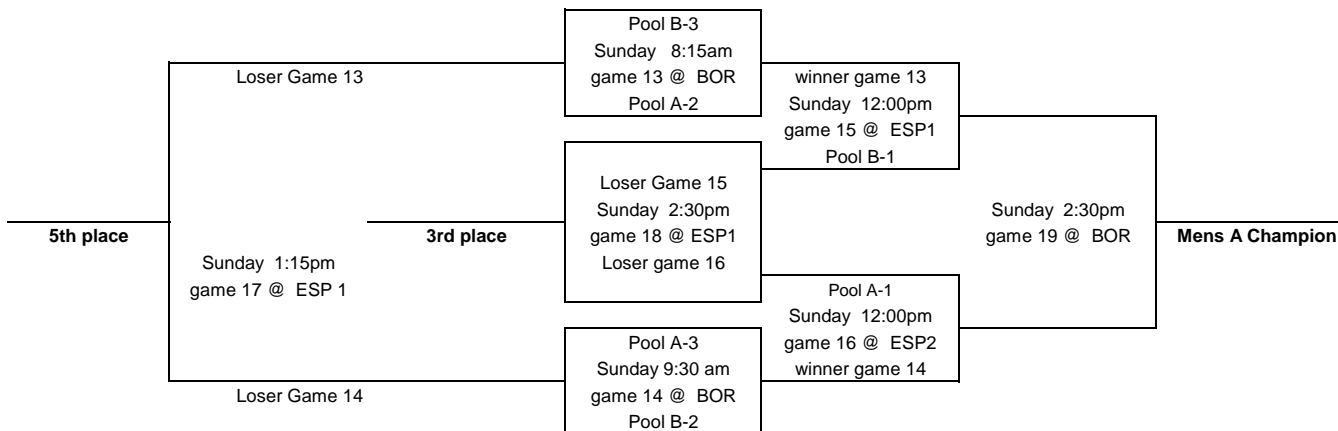 Pool B-3
Sunday 8:15am
Loser Game 13
game 13 @ BOR
winner game 13
Pool A-2
Sunday 12:00pm
game 15 @ ESP1
Pool B-1
Loser Game 15
Sunday 2:30pm
Sunday 2:30pm
5th place
3rd place
game 18 @ ESP1
game 19 @ BOR
Mens A Champion
Sunday 1:15pm
Loser game 16
game 17 @ ESP 1
Pool A-1
Sunday 12:00pm
Pool A-3
game 16 @ ESP2
Sunday 9:30 am
winner game 14
Loser Game 14
game 14 @ BOR
Pool B-2